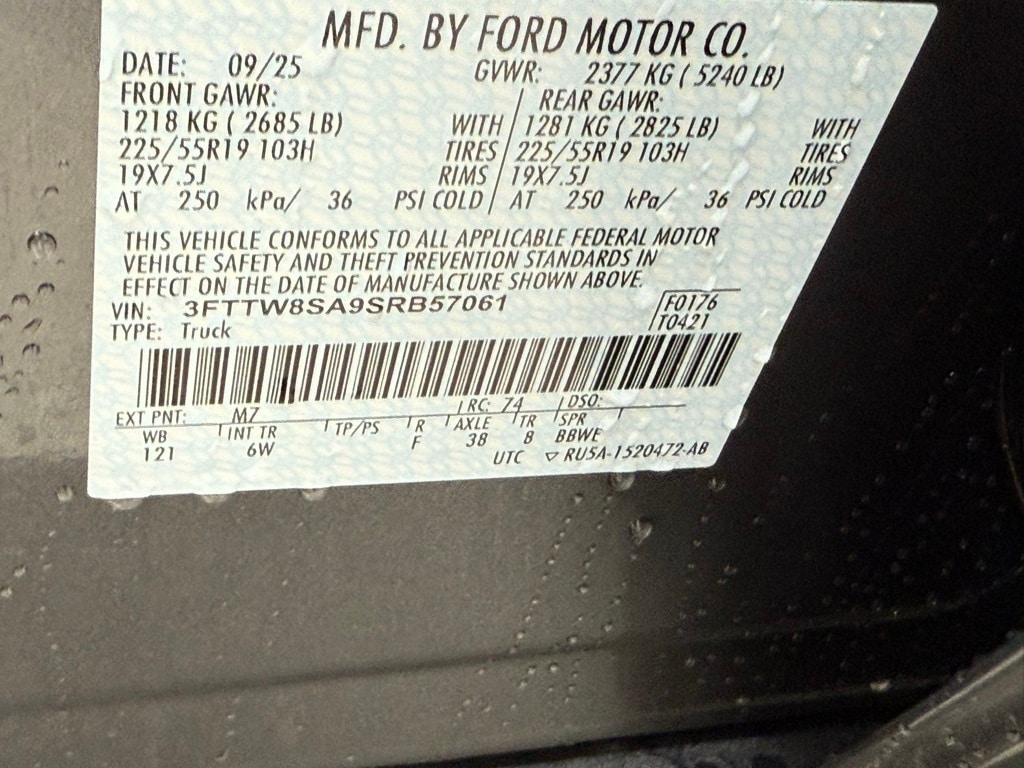 MFD. BY FORD MOTOR CO.
DATE: 09/25 GVWR: 2377 KG ( 5240 LB)
FRONT GAWR: REAR GAWR:
1218 KG ( 2685 LB) WITH 1281 KG ( 2825 LB) WITH
225/55R19 103H TIRES 225/55R19 103H TIRES
19X7.5J RIMS 19X7.5J RIMS
AT 250 kPa/ 36 PSI COLD AT 250 kPa/ 36 PSI COLD
THIS VEHICLE CONFORMS TO ALL APPLICABLE FEDERAL MOTOR
VEHICLE SAFETY AND THEFT PREVENTION STANDARDS IN
EFFECT ON THE DATE OF MANUFACTURE SHOWN ABOVE.
VIN: 3FTTW8SA9SRB57061 F0176
TYPE: Truck T0421
EXT PNT: M7 RC: 74 DSO:
WB INT TR TP/PS R AXLE TR SPR
121 6W F 38 8 BBWE
UTC ▽ RU5A-1520472-AB